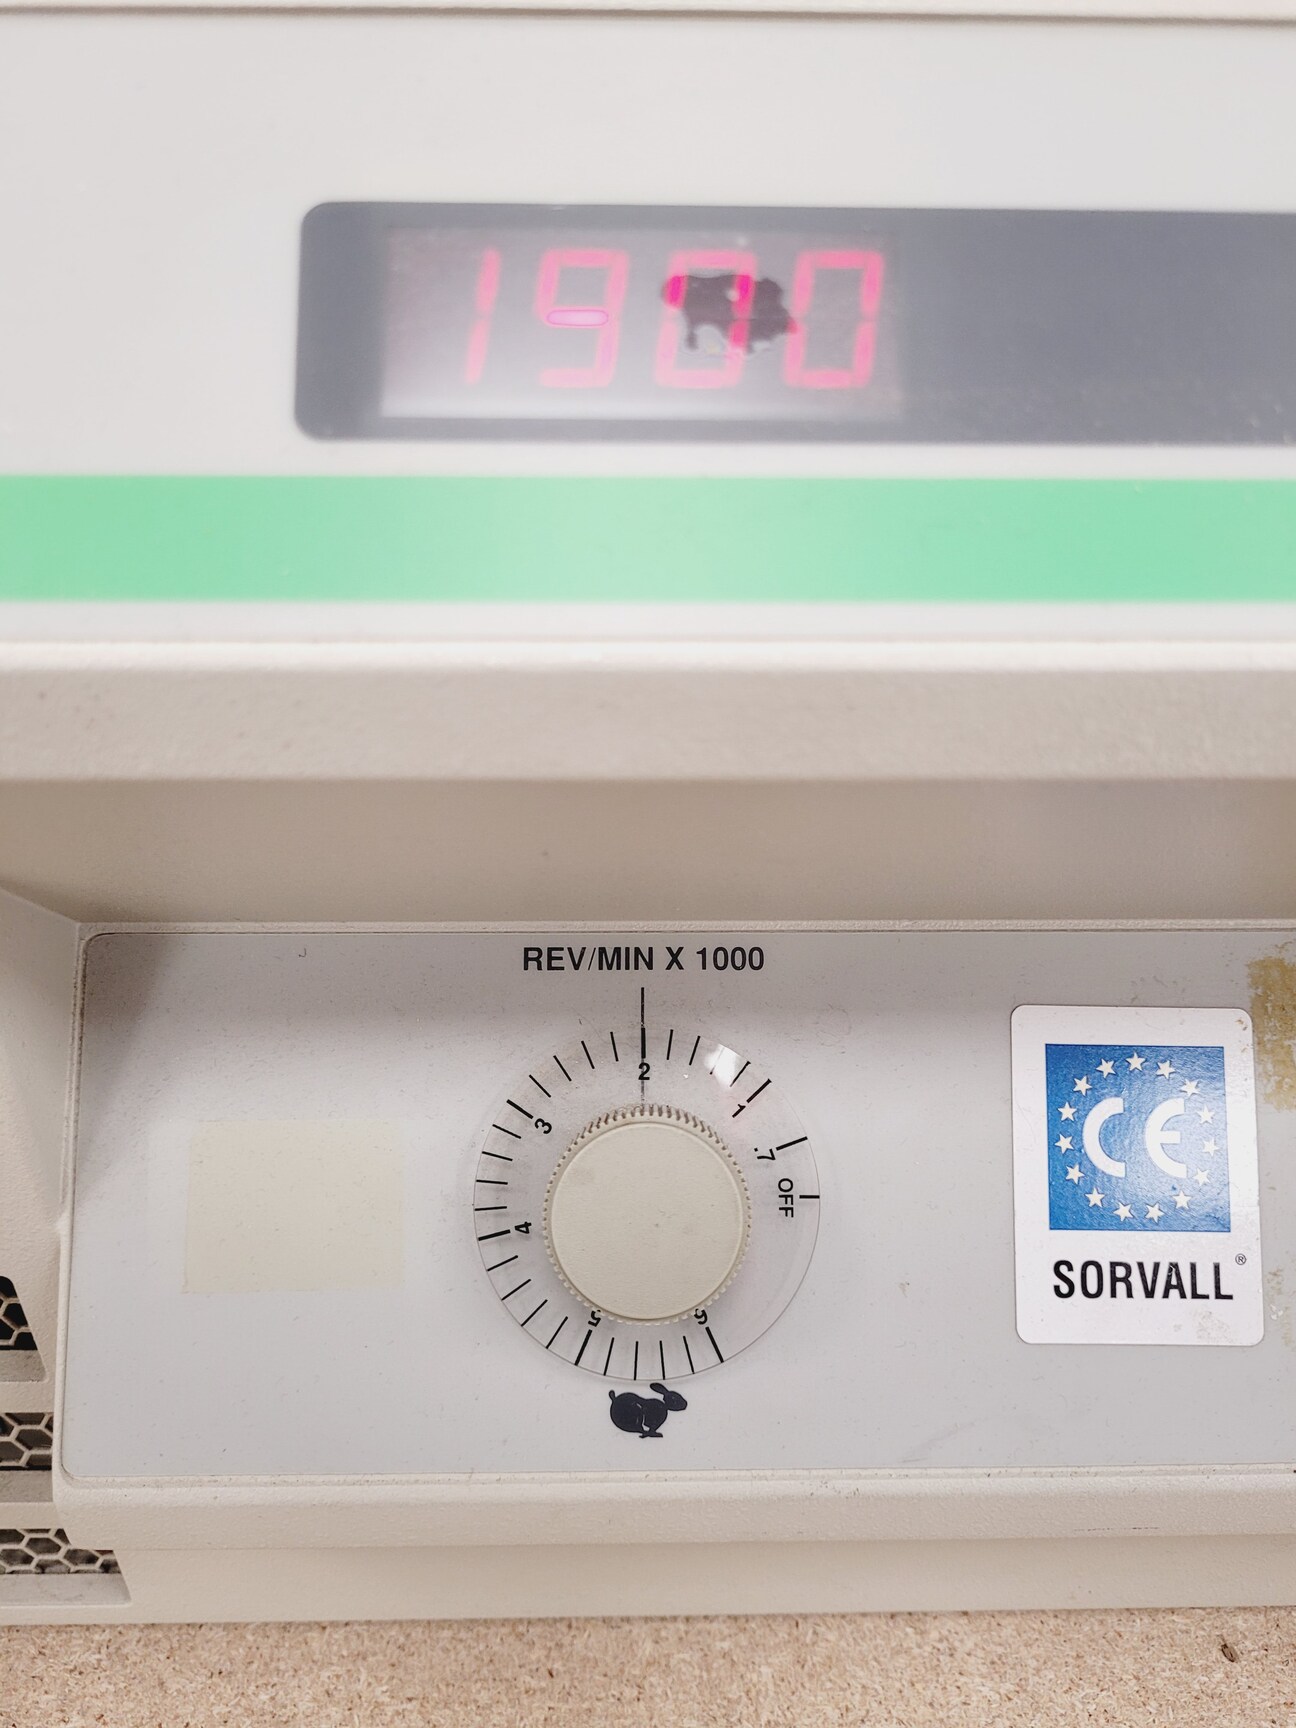 1900
REV/MIN X 1000
OFF
.7
1
2
3
4
5
6
CE
SORVALL®